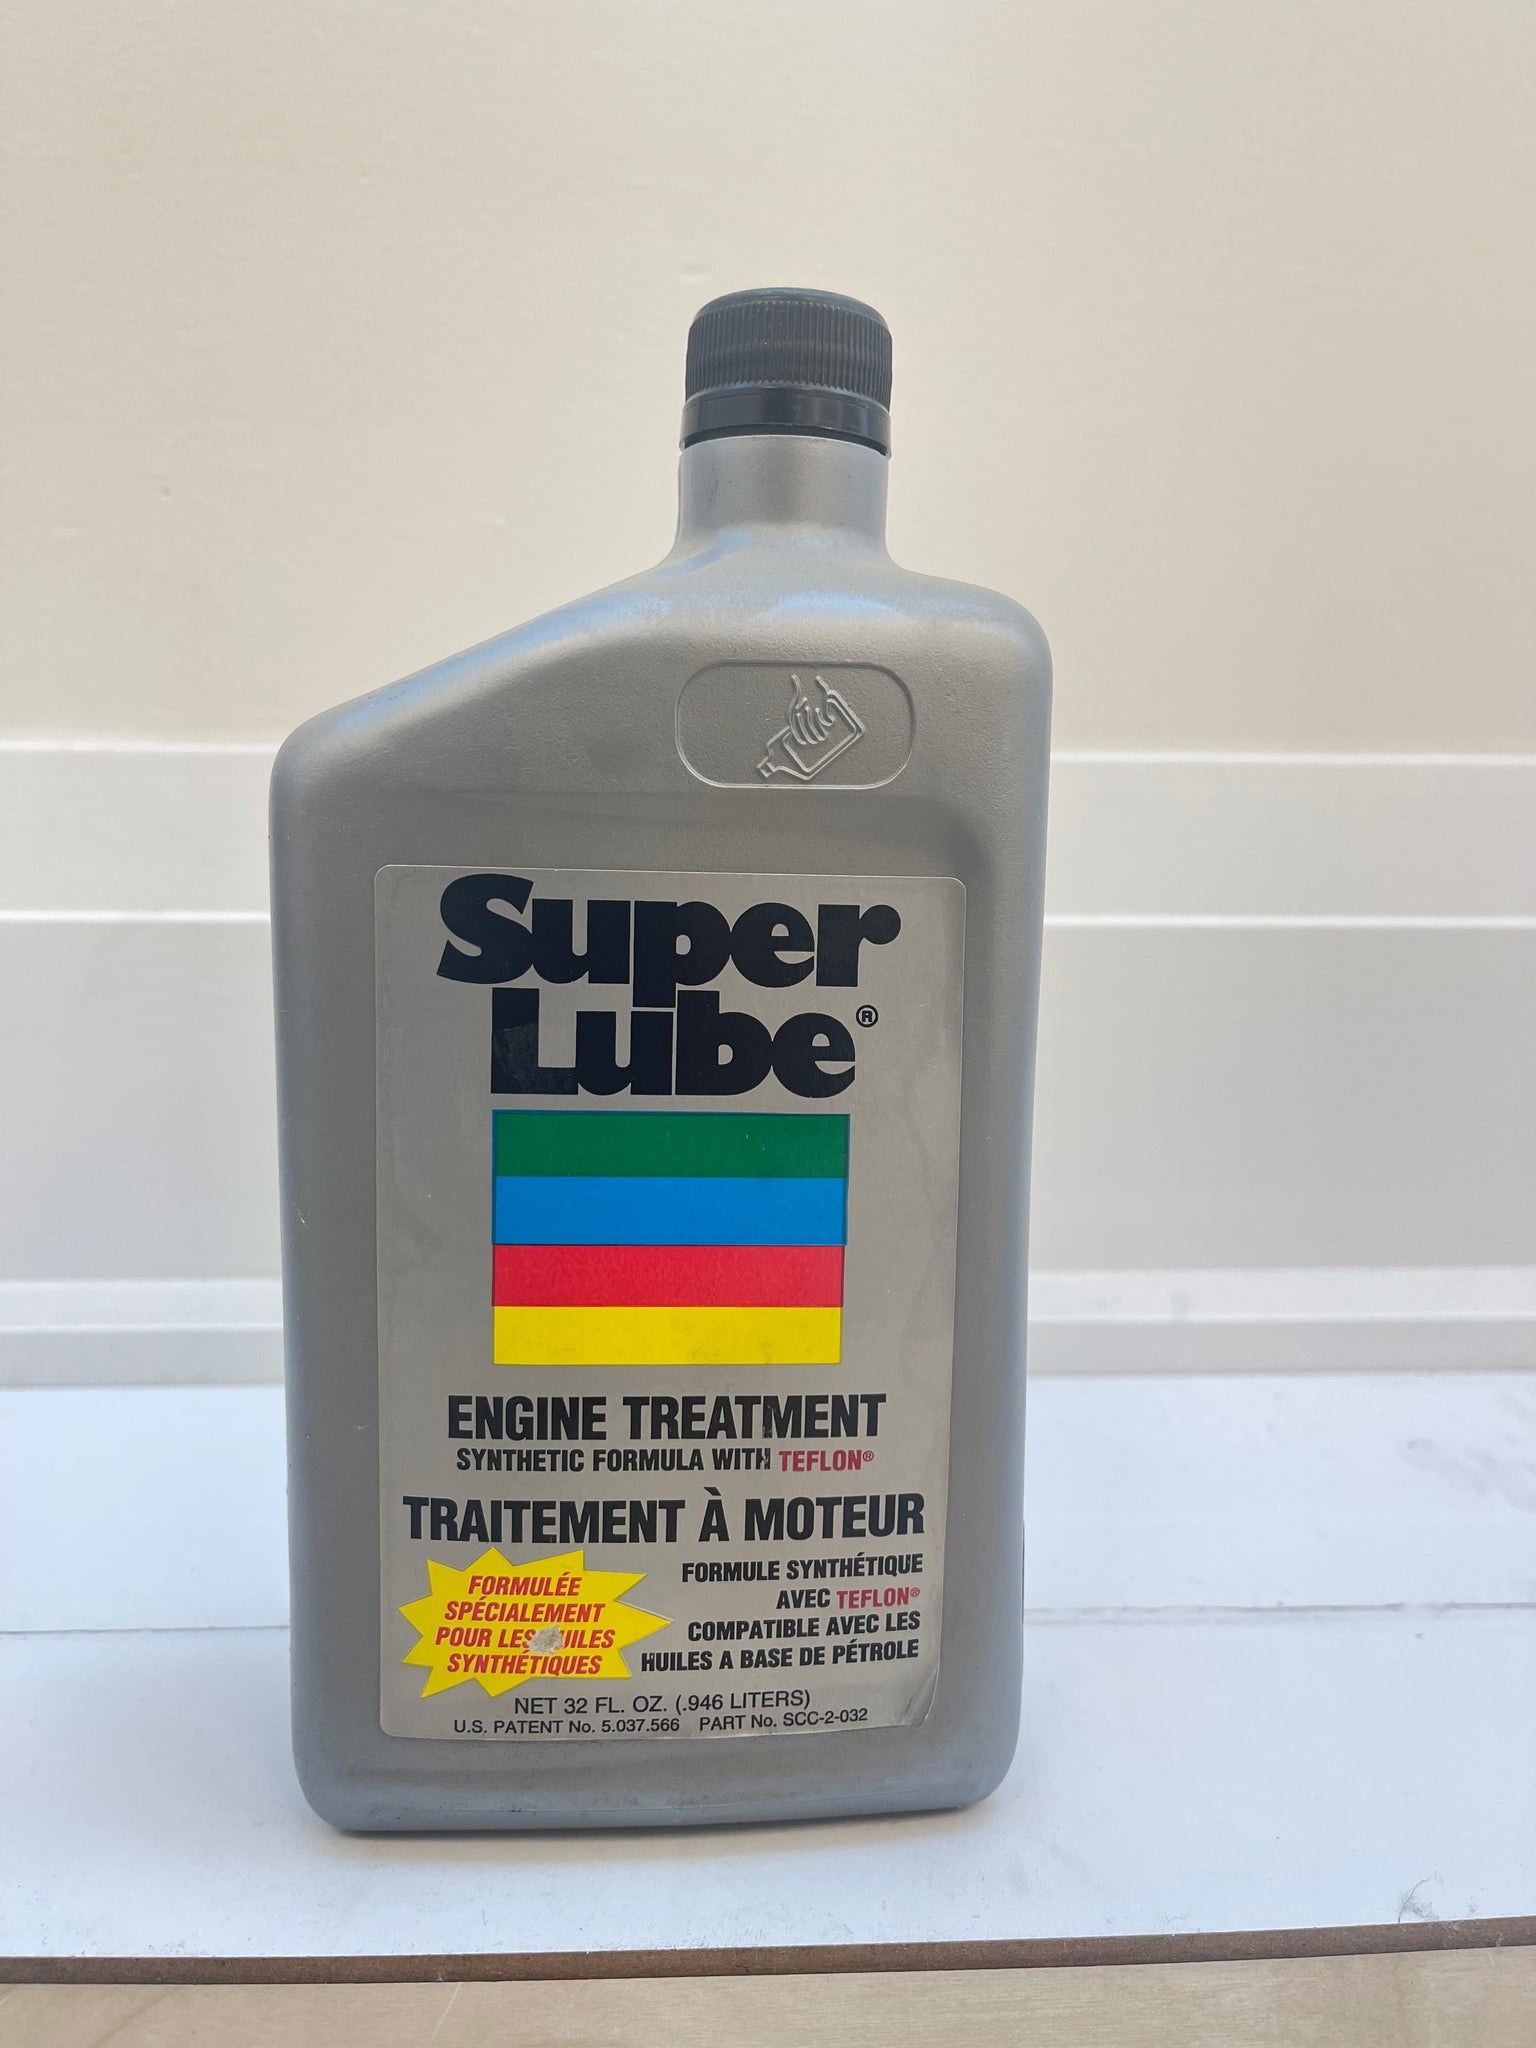 Super
Lube®
ENGINE TREATMENT
SYNTHETIC FORMULA WITH TEFLON®
TRAITEMENT À MOTEUR
FORMULÉE
SPÉCIALEMENT
POUR LES UILES
SYNTHÉTIQUES
FORMULE SYNTHÉTIQUE
AVEC TEFLON®
COMPATIBLE AVEC LES
HUILES A BASE DE PÉTROLE
NET 32 FL. OZ. (.946 LITERS)
U.S. PATENT No. 5.037.566 PART No. SCC-2-032